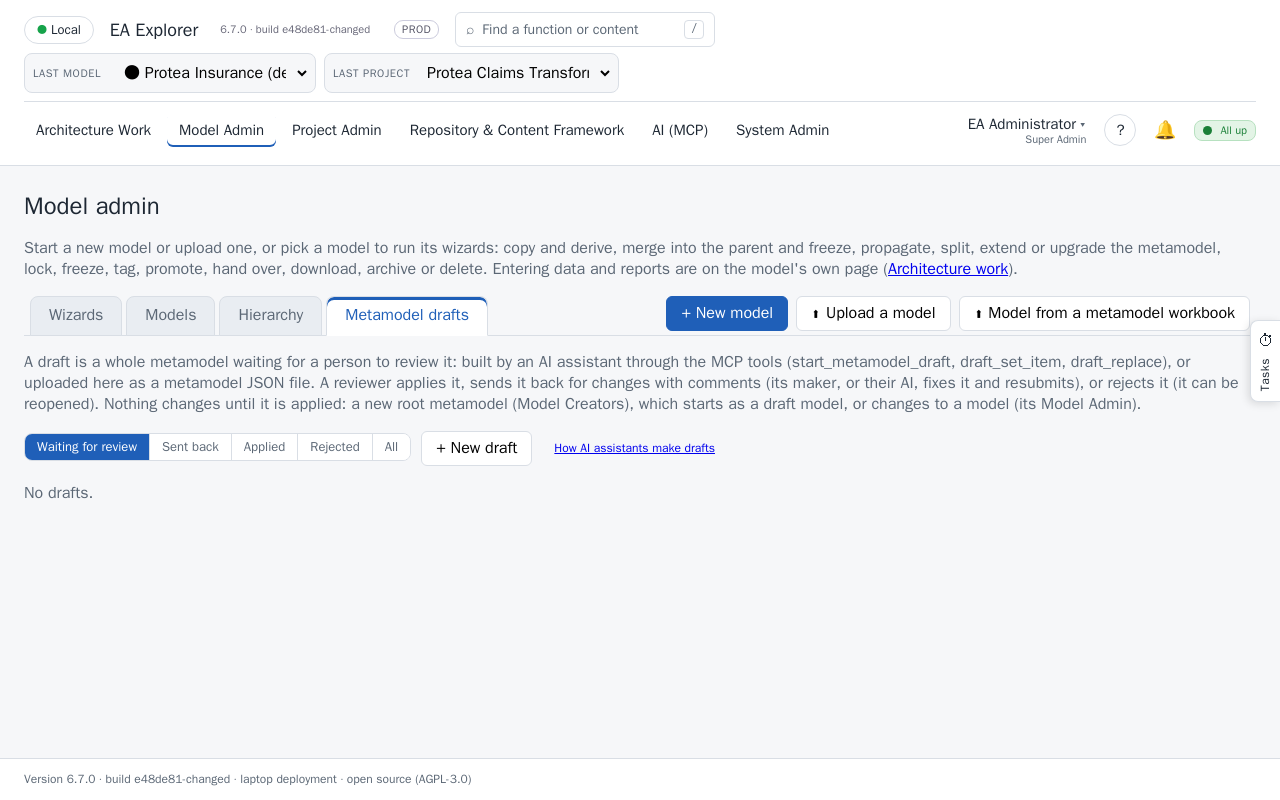 Local
EA Explorer
6.7.0 · build e48de81-changed
PROD
Find a function or content
/
LAST MODEL
Protea Insurance (de
LAST PROJECT
Protea Claims Transfor
Architecture Work
Model Admin
Project Admin
Repository & Content Framework
AI (MCP)
System Admin
EA Administrator
Super Admin
?
All up
Model admin
Start a new model or upload one, or pick a model to run its wizards: copy and derive, merge into the parent and freeze, propagate, split, extend or upgrade the metamodel,
lock, freeze, tag, promote, hand over, download, archive or delete. Entering data and reports are on the model's own page (Architecture work).
Wizards
Models
Hierarchy
Metamodel drafts
+ New model
Upload a model
Model from a metamodel workbook
Tasks
A draft is a whole metamodel waiting for a person to review it: built by an AI assistant through the MCP tools (start_metamodel_draft, draft_set_item, draft_replace), or
uploaded here as a metamodel JSON file. A reviewer applies it, sends it back for changes with comments (its maker, or their AI, fixes it and resubmits), or rejects it (it can be
reopened). Nothing changes until it is applied: a new root metamodel (Model Creators), which starts as a draft model, or changes to a model (its Model Admin).
Waiting for review
Sent back
Applied
Rejected
All
+ New draft
How AI assistants make drafts
No drafts.
Version 6.7.0 · build e48de81-changed · laptop deployment · open source (AGPL-3.0)